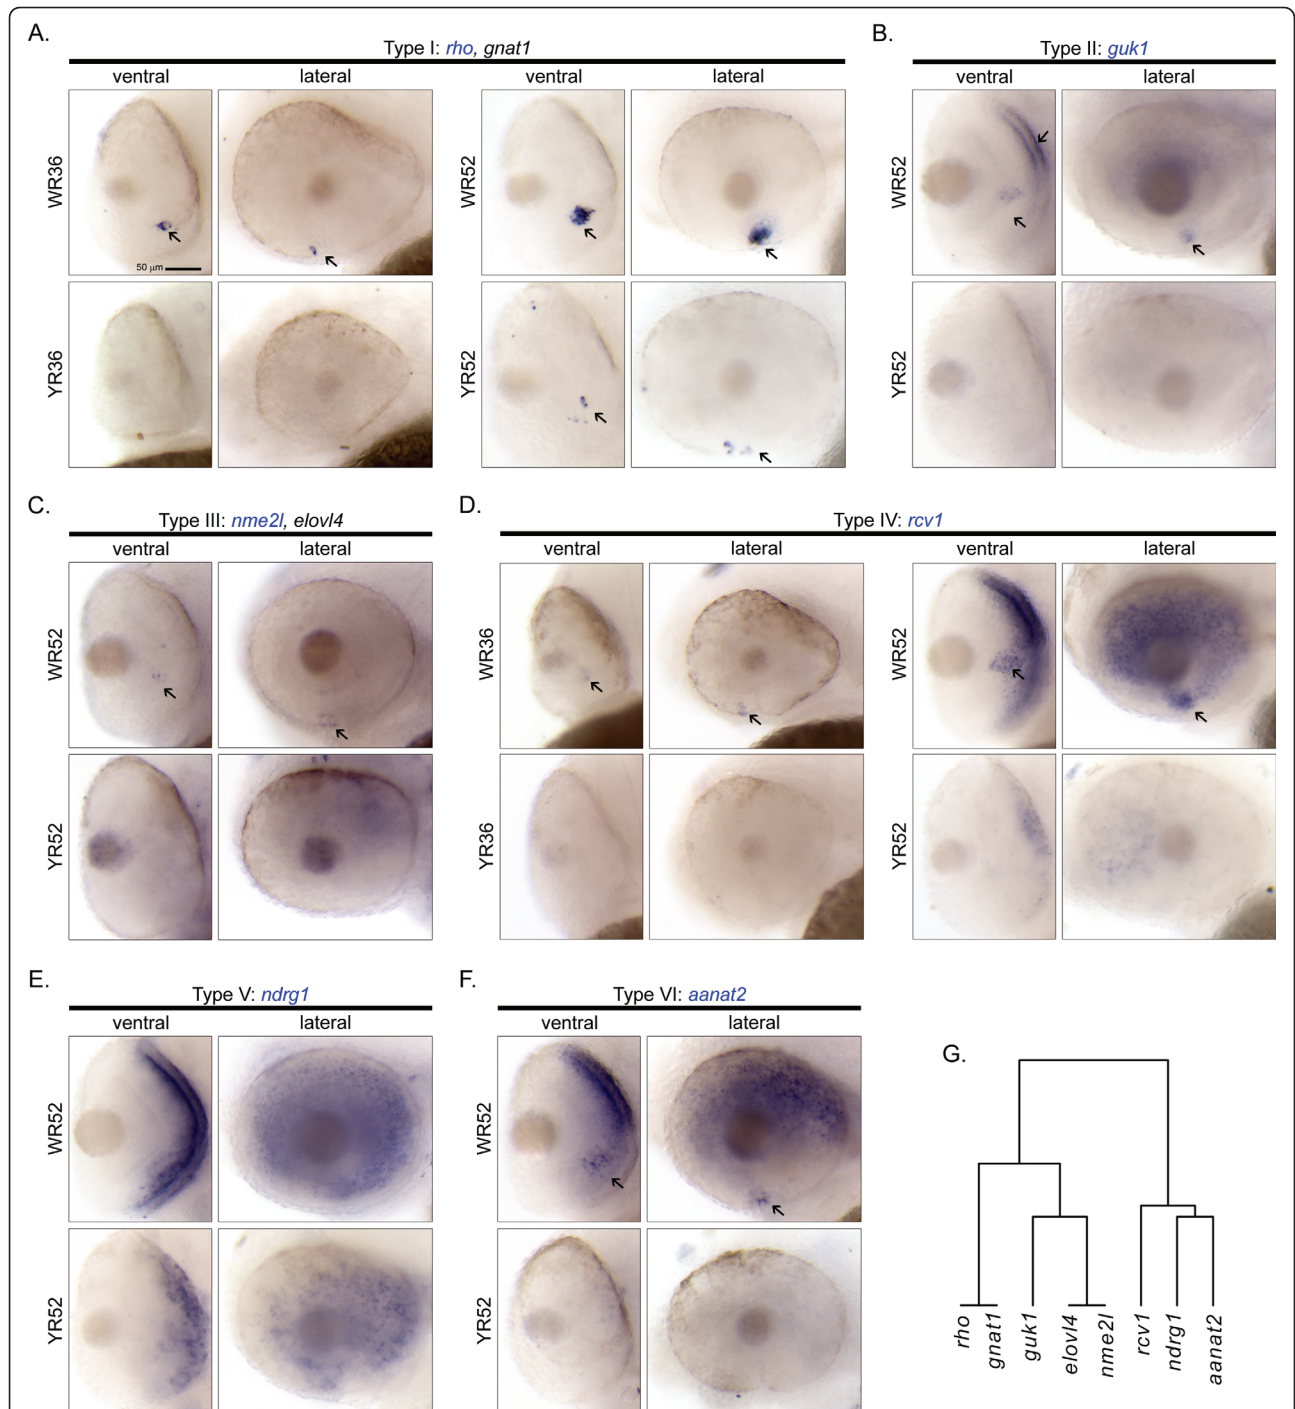 A.
Type I: rho, gnat1
ventral
lateral
ventral
lateral
WR36
50 μm
WR52
YR36
YR52
B.
Type II: guk1
ventral
lateral
WR52
YR52
C.
Type III: nme2l, elovl4
ventral
lateral
WR52
YR52
D.
Type IV: rcv1
ventral
lateral
ventral
lateral
WR36
WR52
YR36
YR52
E.
Type V: ndrg1
ventral
lateral
WR52
YR52
F.
Type VI: aanat2
ventral
lateral
WR52
YR52
G.
rho
gnat1
guk1
elovl4
nme2l
rcv1
ndrg1
aanat2